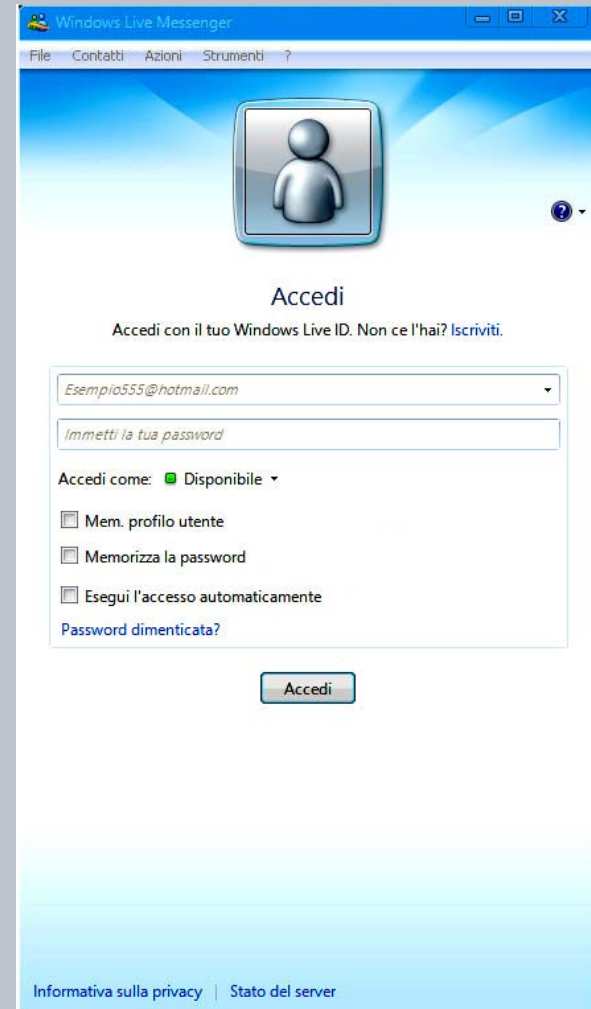 Windows Live Messenger
File Contatti Azioni Strumenti ?
?
Accedi
Accedi con il tuo Windows Live ID. Non ce l'hai? Iscriviti.
Esempio555@hotmail.com
Immetti la tua password
Accedi come: Disponibile
Mem. profilo utente
Memorizza la password
Esegui l'accesso automaticamente
Password dimenticata?
Accedi
Informativa sulla privacy | Stato del server